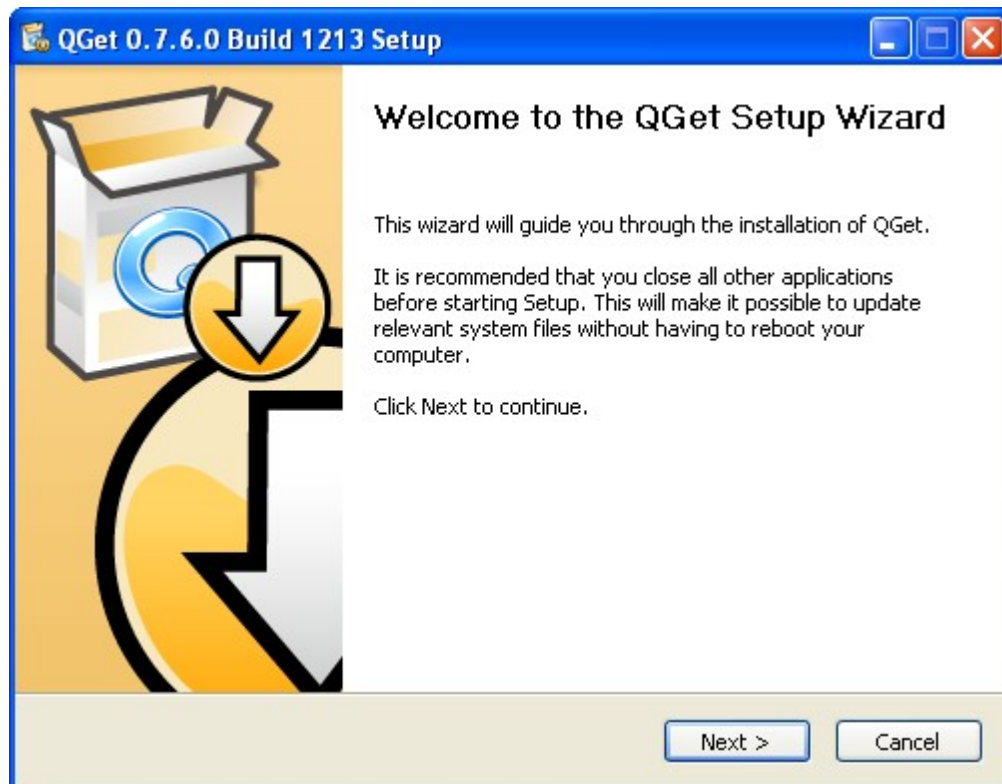 QGet 0.7.6.0 Build 1213 Setup
Welcome to the QGet Setup Wizard
This wizard will guide you through the installation of QGet.
It is recommended that you close all other applications
before starting Setup. This will make it possible to update
relevant system files without having to reboot your
computer.
Click Next to continue.
Q
Next >
Cancel